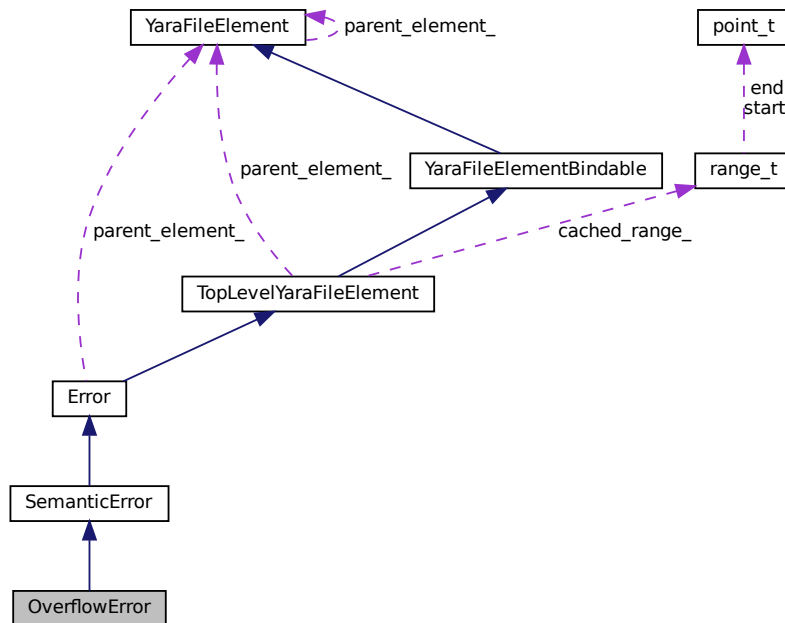 YaraFileElement
parent_element_
point_t
end
start
YaraFileElementBindable
range_t
parent_element_
parent_element_
cached_range_
TopLevelYaraFileElement
Error
SemanticError
OverflowError